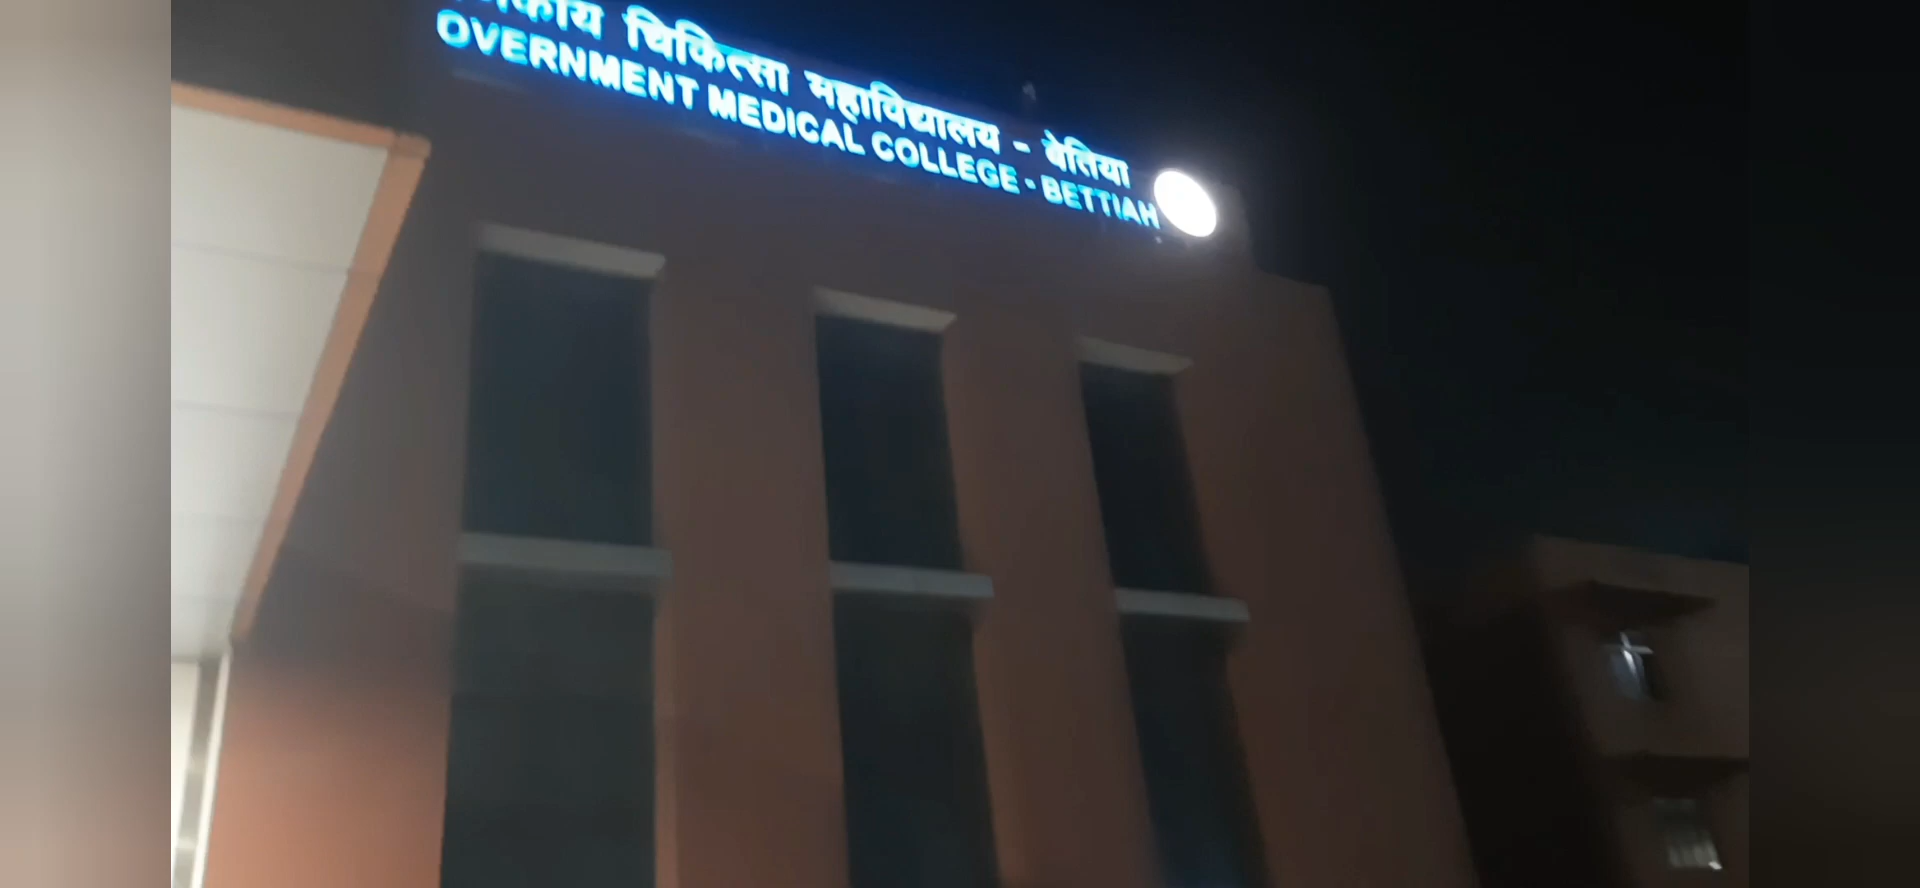 चिकित्सा महाविद्यालय - बेतिया
OVERNMENT MEDICAL COLLEGE - BETTIAH